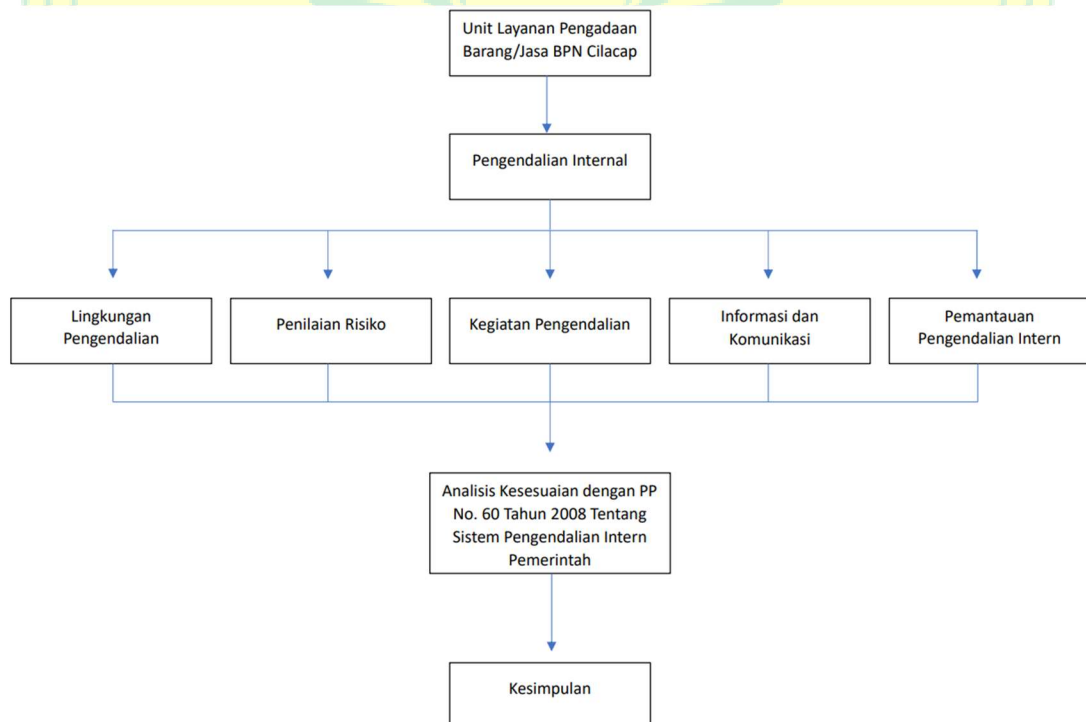 Unit Layanan Pengadaan
Barang/Jasa BPN Cilacap
Pengendalian Internal
Lingkungan
Pengendalian
Penilaian Risiko
Kegiatan Pengendalian
Informasi dan
Komunikasi
Pemantauan
Pengendalian Intern
Analisis Kesesuaian dengan PP
No. 60 Tahun 2008 Tentang
Sistem Pengendalian Intern
Pemerintah
Kesimpulan